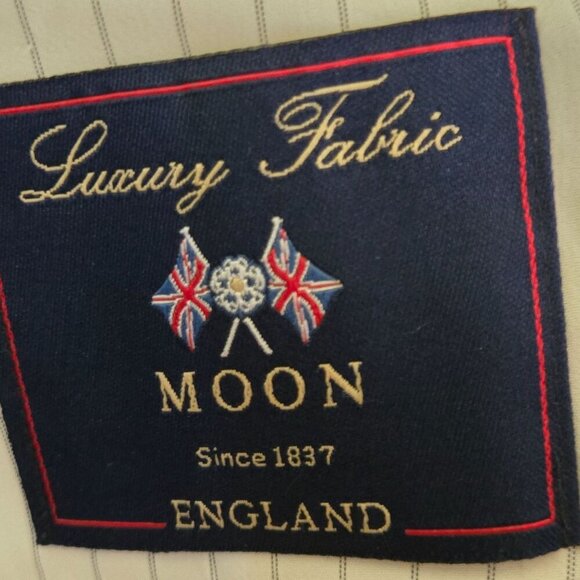 Luxury Fabric
MOON
Since 1837
ENGLAND